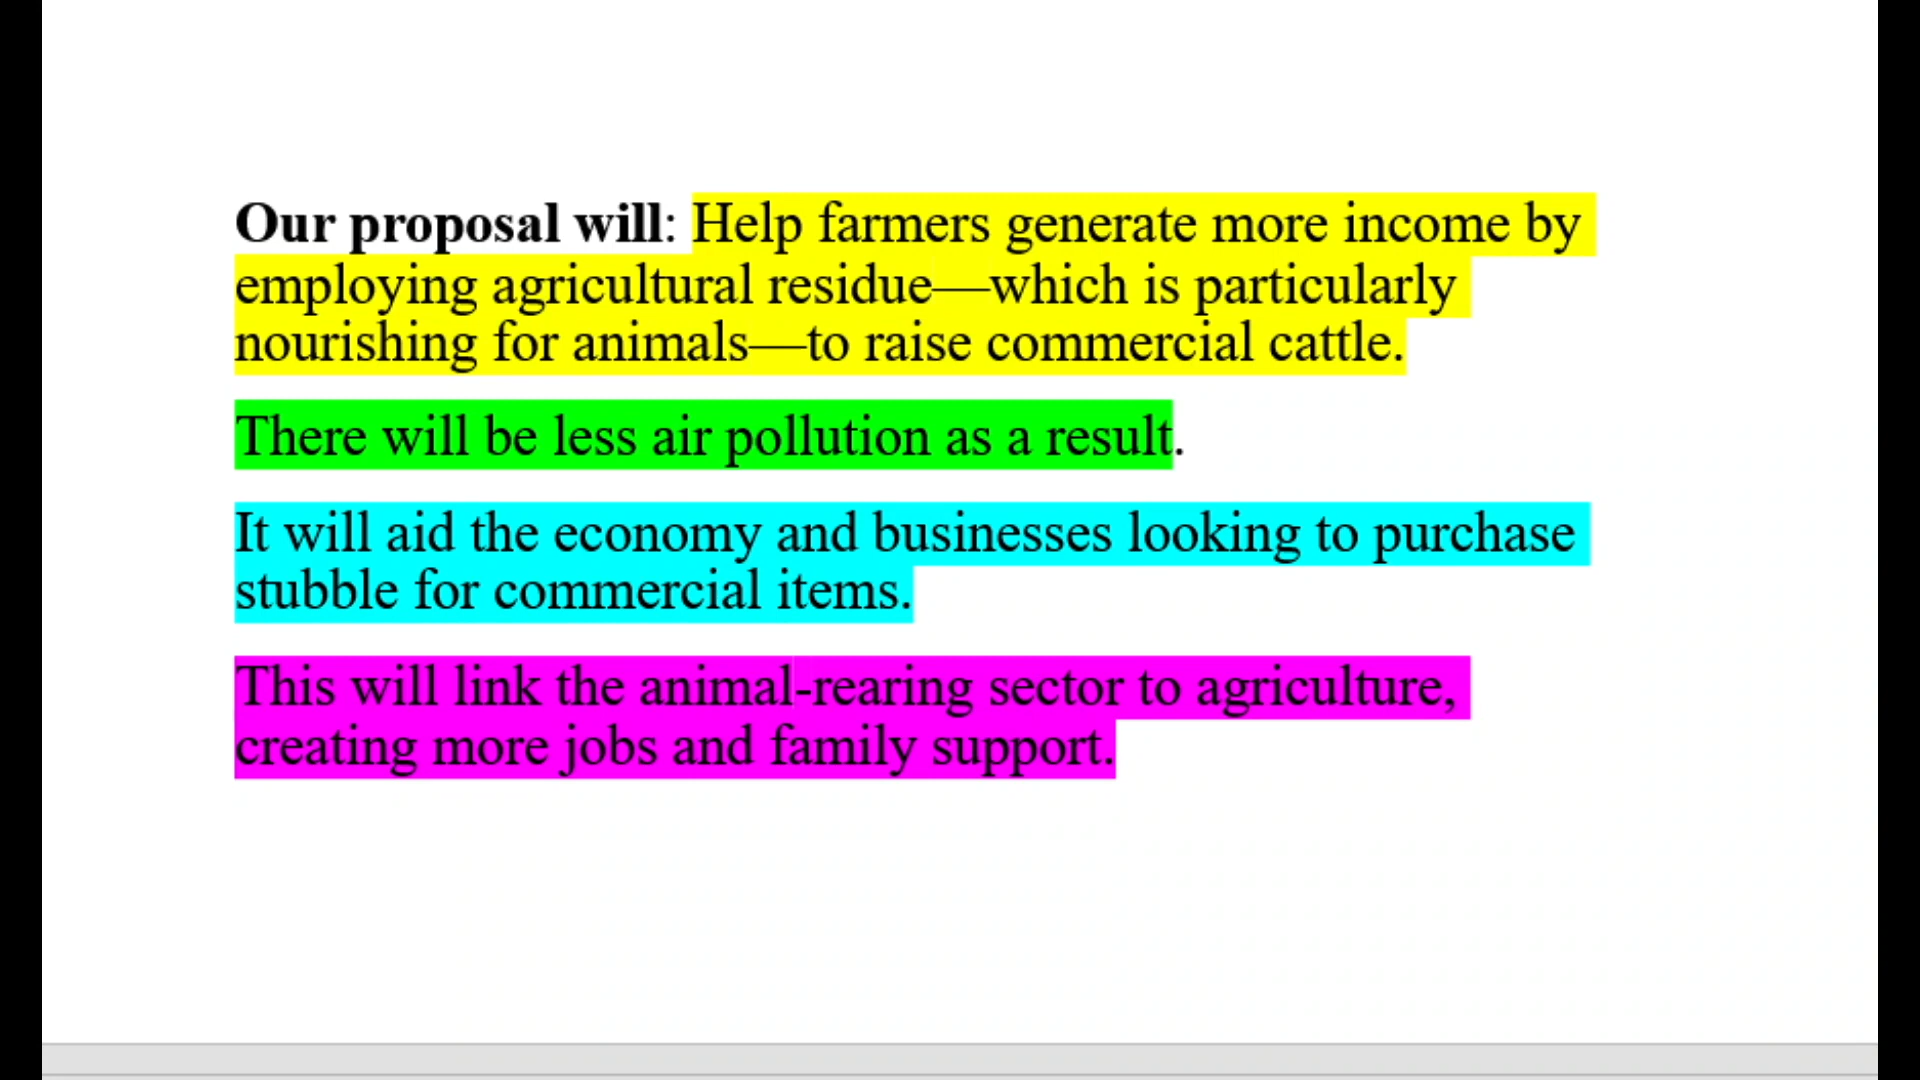 Our proposal will: Help farmers generate more income by
employing agricultural residue—which is particularly
nourishing for animals—to raise commercial cattle.
There will be less air pollution as a result.
It will aid the economy and businesses looking to purchase
stubble for commercial items.
This will link the animal-rearing sector to agriculture,
creating more jobs and family support.